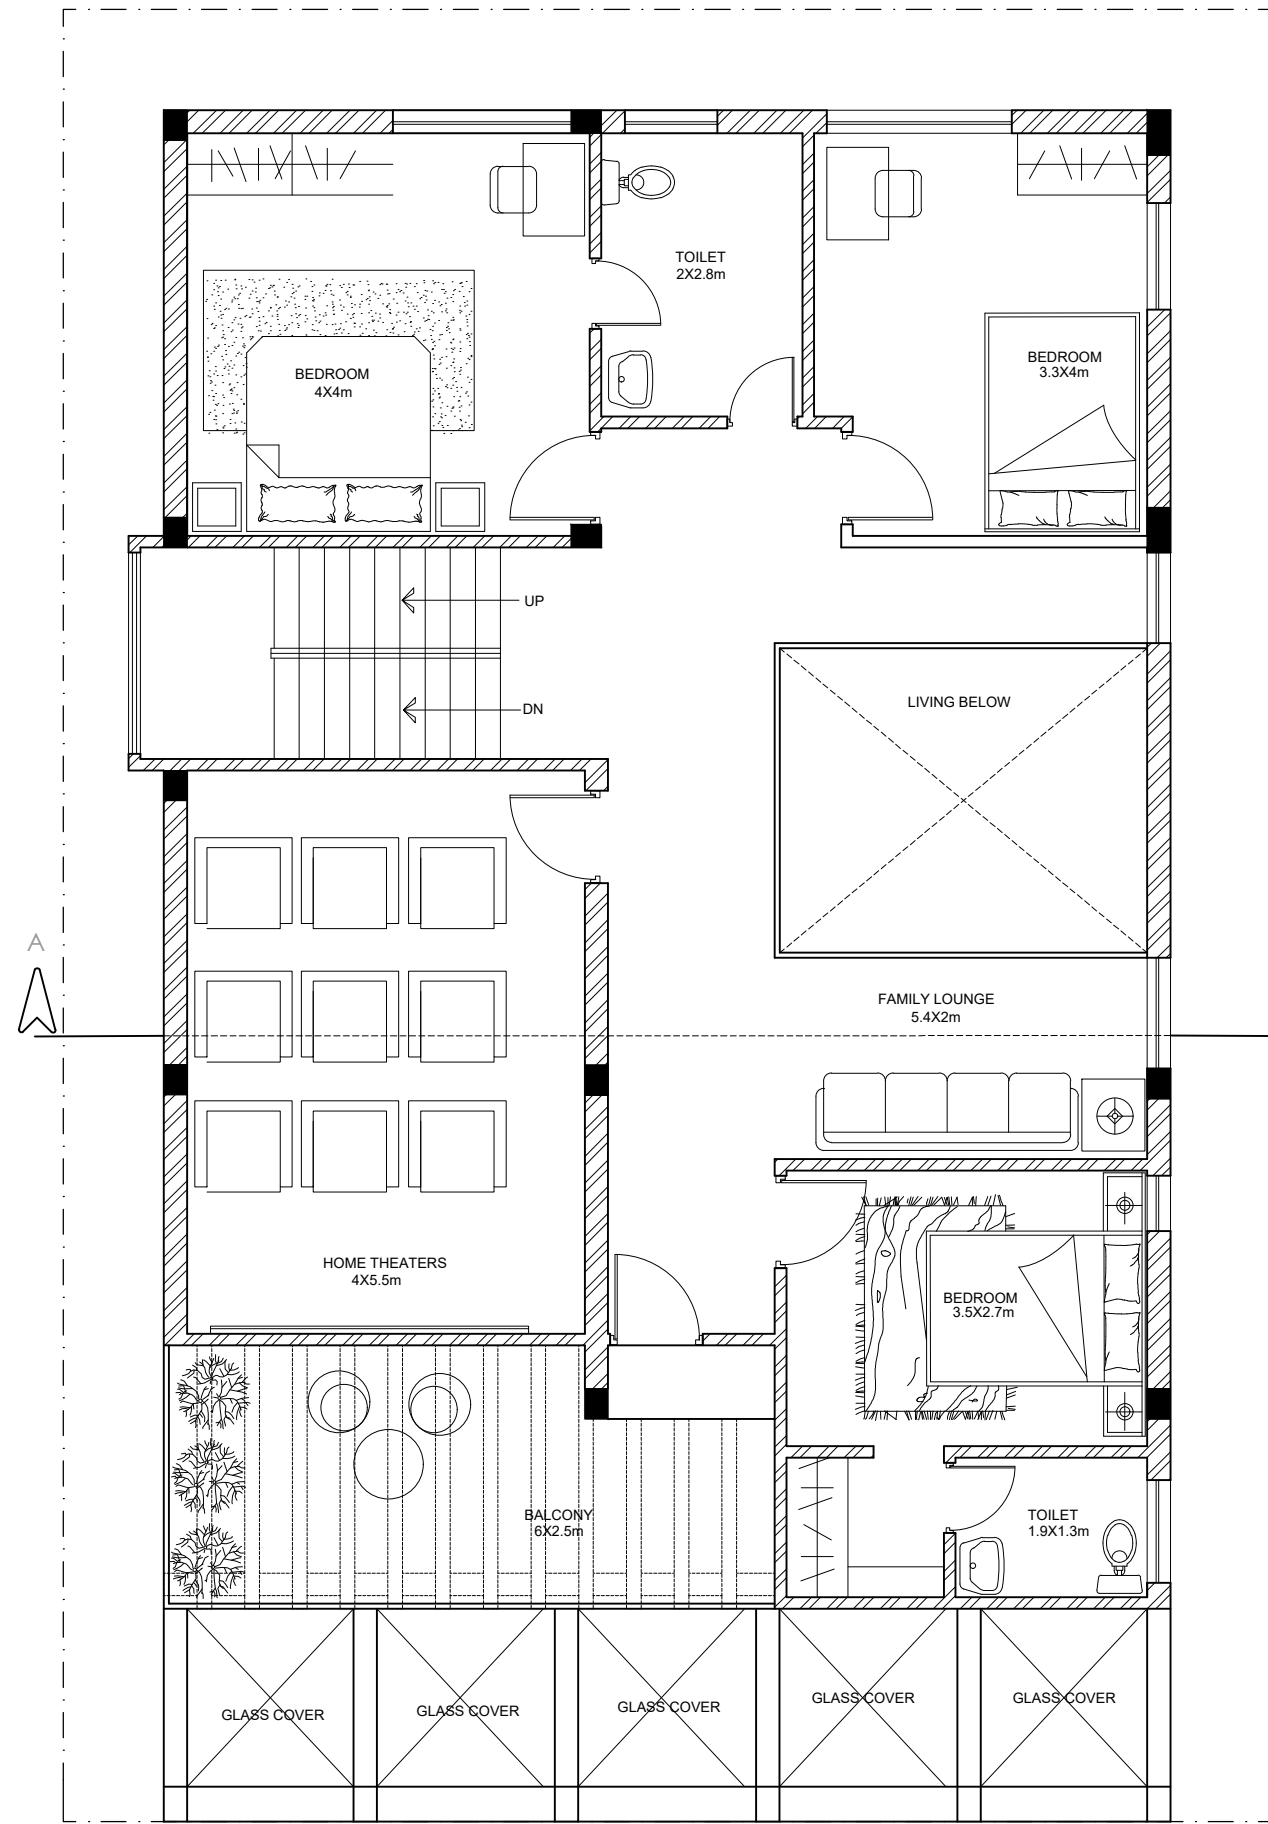 TOILET
2X2.8m
BEDROOM
3.3X4m
BEDROOM
4X4m
UP
DN
LIVING BELOW
A
FAMILY LOUNGE
5.4X2m
HOME THEATERS
4X5.5m
BEDROOM
3.5X2.7m
BALCONY
6X2.5m
TOILET
1.9X1.3m
GLASS COVER
GLASS COVER
GLASS COVER
GLASS COVER
GLASS COVER